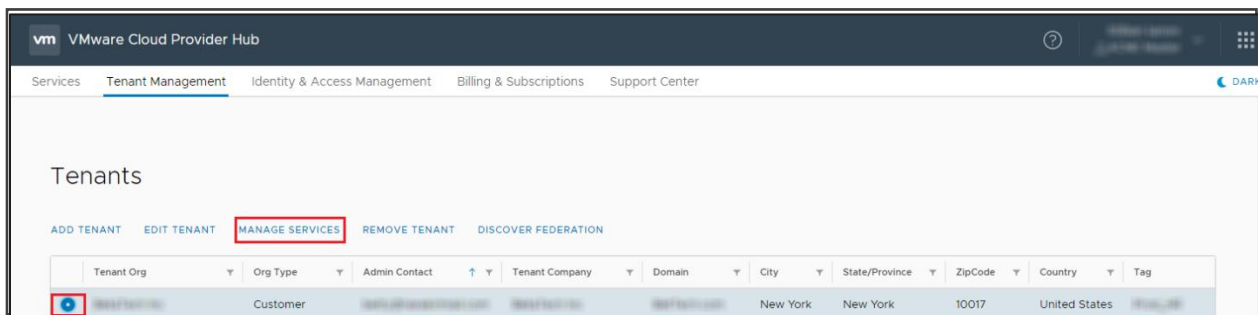 vm VMware Cloud Provider Hub
Services Tenant Management Identity & Access Management Billing & Subscriptions Support Center DARK
Tenants
ADD TENANT EDIT TENANT MANAGE SERVICES REMOVE TENANT DISCOVER FEDERATION
Tenant Org Org Type Admin Contact Tenant Company Domain City State/Province ZipCode Country Tag
Customer New York New York 10017 United States